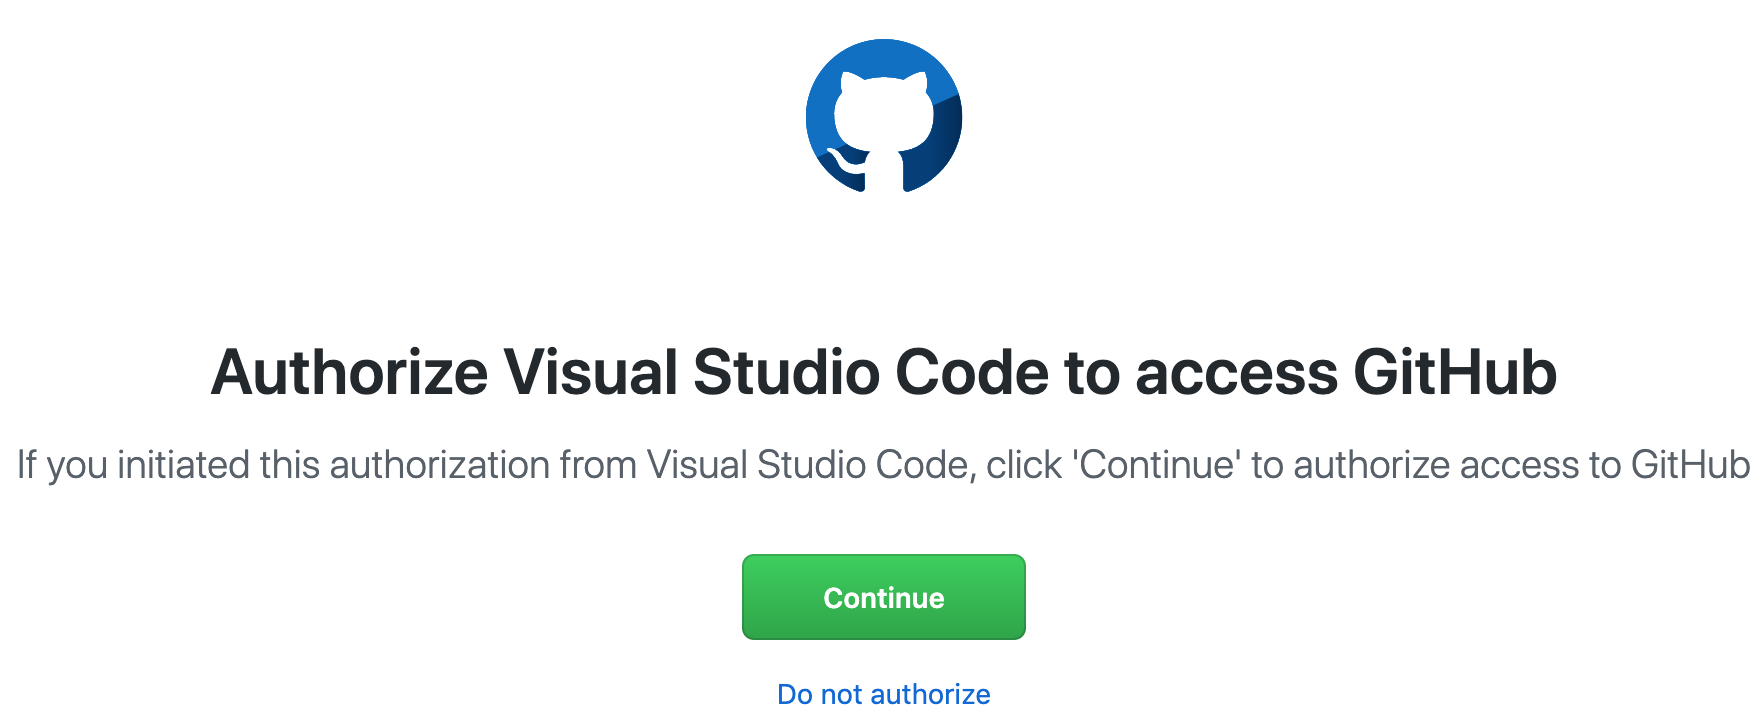 Authorize Visual Studio Code to access GitHub
If you initiated this authorization from Visual Studio Code, click 'Continue' to authorize access to GitHub
Continue
Do not authorize